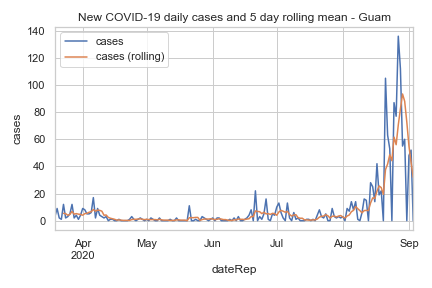 New COVID-19 daily cases and 5 day rolling mean - Guam
cases
cases (rolling)
140
120
100
80
60
40
20
0
cases
Apr
2020
May
Jun
Jul
Aug
Sep
dateRep